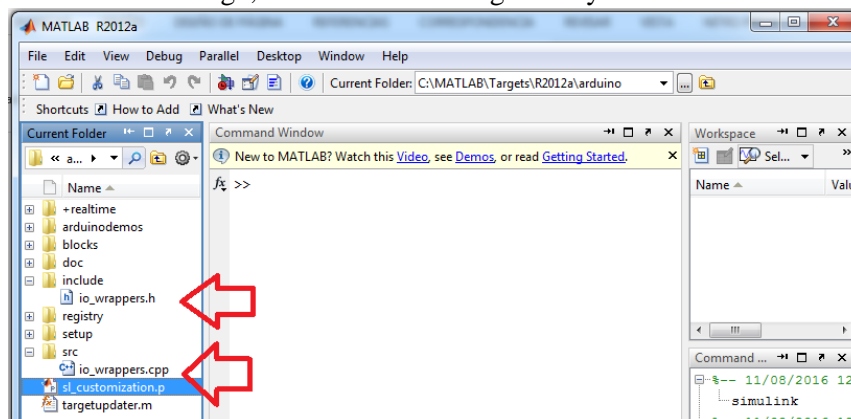 MATLAB R2012a
File Edit View Debug Parallel Desktop Window Help
Current Folder: C:\MATLAB\Targets\R2012a\arduino
Shortcuts How to Add What's New
Current Folder
« a...
Name
+realtime
arduinodemos
blocks
doc
include
io_wrappers.h
registry
setup
src
io_wrappers.cpp
sl_customization.p
targetupdater.m
Command Window
New to MATLAB? Watch this Video, see Demos, or read Getting Started.
fx >>
Workspace
Sel...
»
Name Valu
Command ...
%-- 11/08/2016 12
simulink